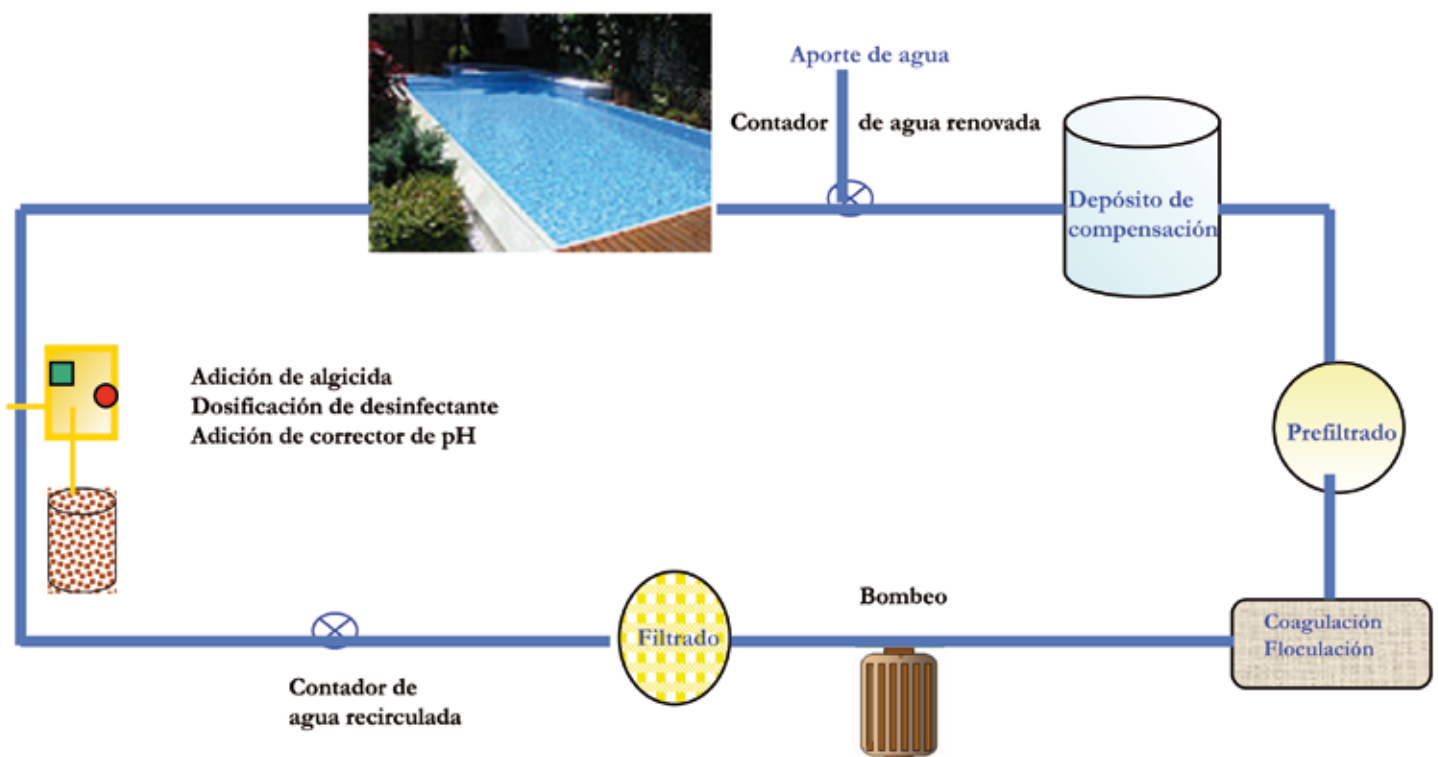 Aporte de agua
Contador de agua renovada
Depósito de
compensación
Prefiltrado
Adición de algicida
Dosificación de desinfectante
Adición de corrector de pH
Coagulación
Floculación
Bombeo
Filtrado
Contador de
agua recirculada